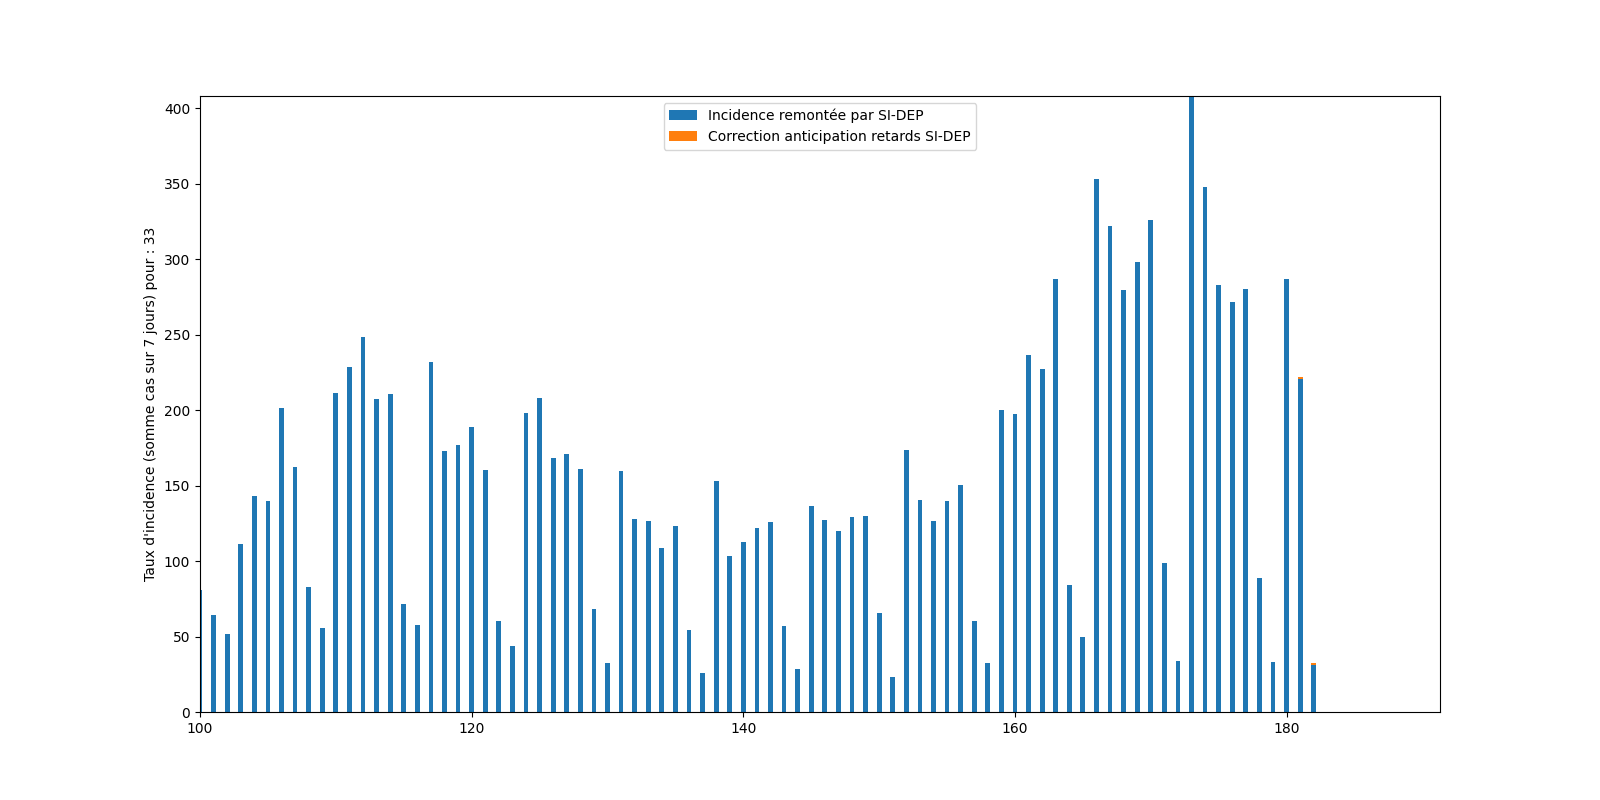 Incidence remontée par SI-DEP
Correction anticipation retards SI-DEP
Taux d'incidence (somme cas sur 7 jours) pour : 33
400
350
300
250
200
150
100
50
0
100 120 140 160 180